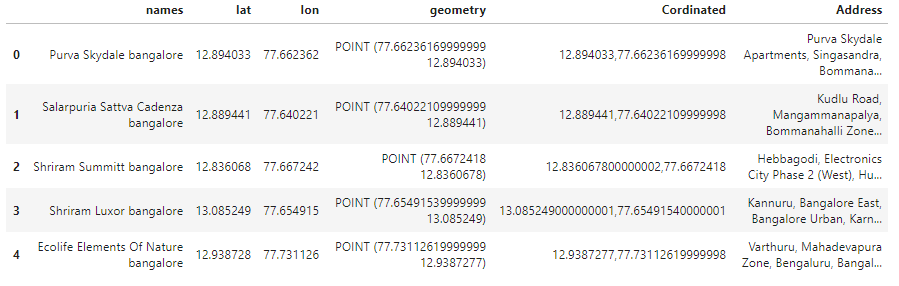 names lat lon geometry Cordinated Address
0 Purva Skydale bangalore 12.894033 77.662362 POINT (77.66236169999999 12.894033) 12.894033,77.66236169999998 Purva Skydale Apartments, Singasandra, Bommana...
1 Salarpuria Sattva Cadenza bangalore 12.889441 77.640221 POINT (77.64022109999999 12.889441) 12.889441,77.64022109999998 Kudlu Road, Mangammanapalya, Bommanahalli Zone...
2 Shriram Summitt bangalore 12.836068 77.667242 POINT (77.6672418 12.8360678) 12.836067800000002,77.6672418 Hebbagodi, Electronics City Phase 2 (West), Hu...
3 Shriram Luxor bangalore 13.085249 77.654915 POINT (77.65491539999999 13.085249) 13.085249000000001,77.65491540000001 Kannuru, Bangalore East, Bangalore Urban, Karn...
4 Ecolife Elements Of Nature bangalore 12.938728 77.731126 POINT (77.73112619999999 12.9387277) 12.9387277,77.73112619999998 Varthuru, Mahadevapura Zone, Bengaluru, Bangal...